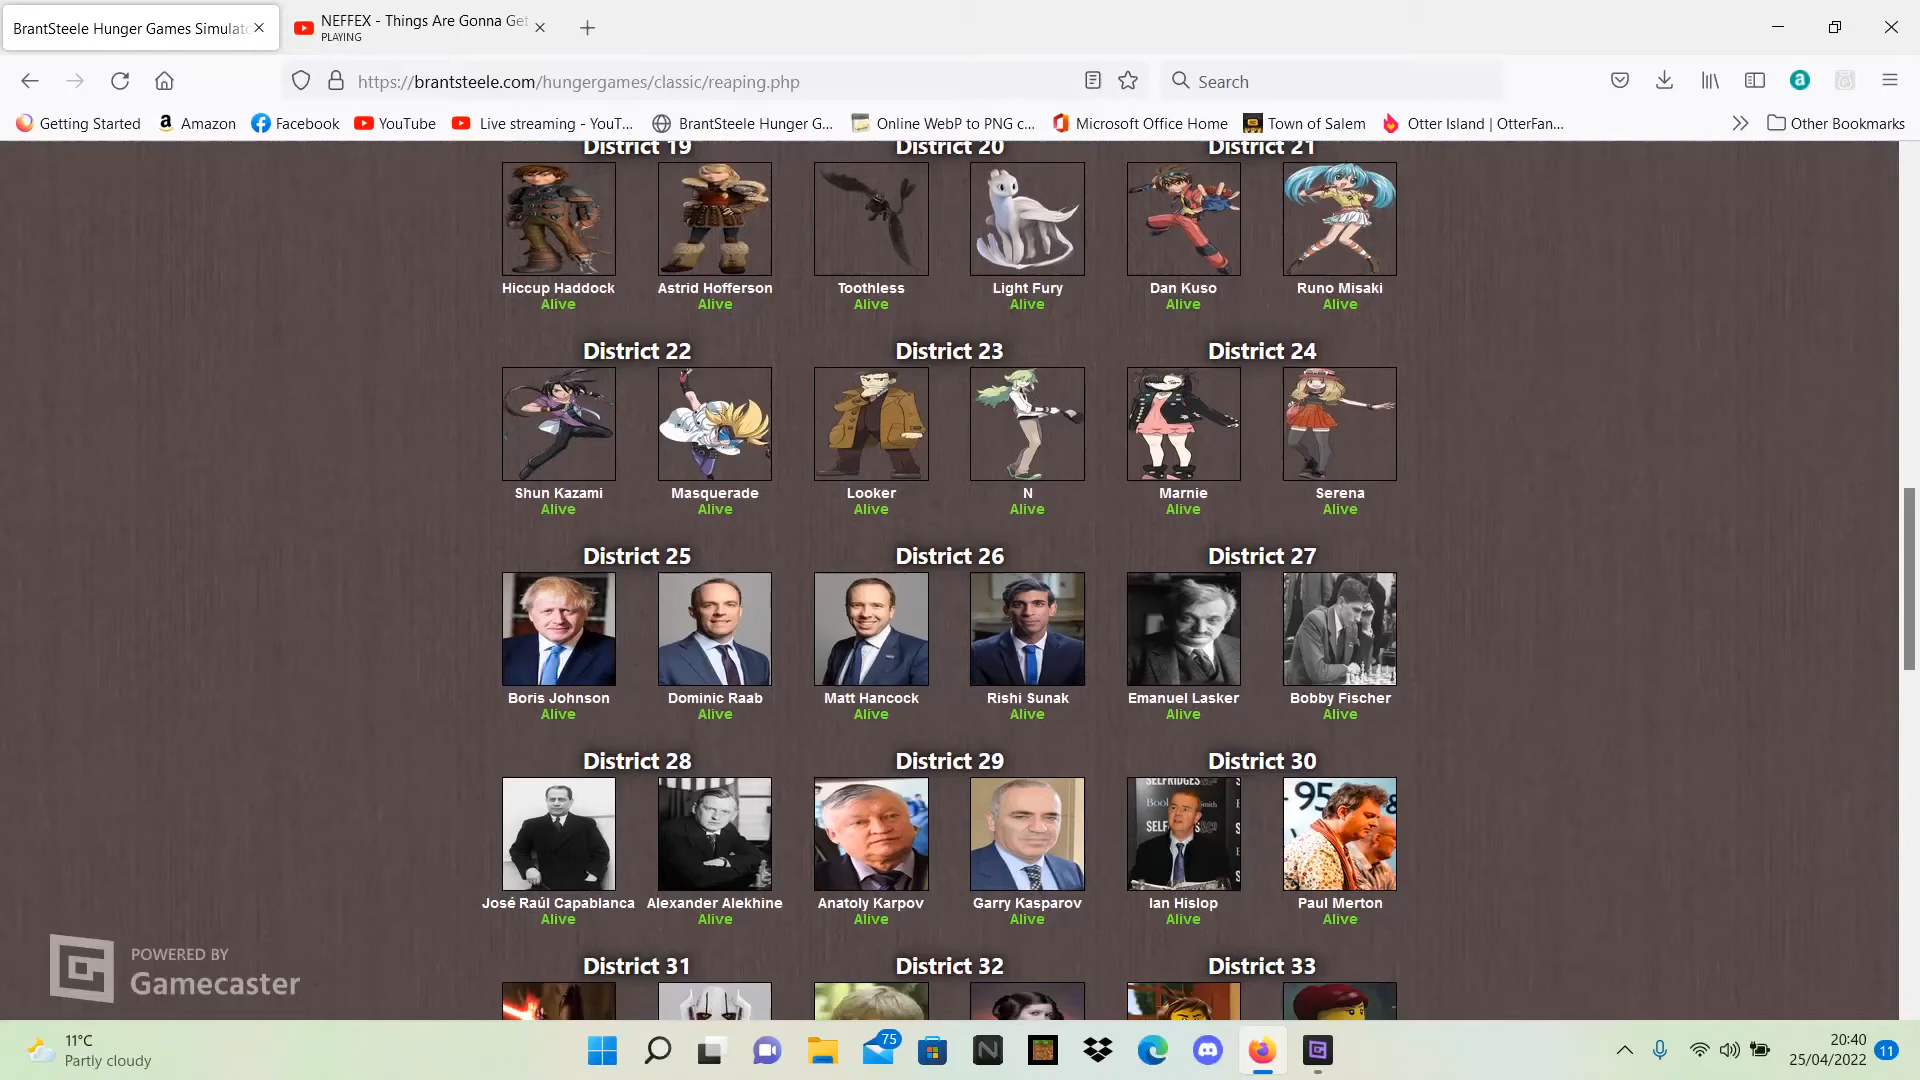 BrantSteele Hunger Games Simulato
NEFFEX - Things Are Gonna Get
PLAYING
https://brantsteele.com/hungergames/classic/reaping.php
Search
Getting Started
Amazon
Facebook
YouTube
Live streaming - YouT...
BrantSteele Hunger G...
Online WebP to PNG c...
Microsoft Office Home
Town of Salem
Otter Island | OtterFan...
Other Bookmarks
District 19 District 20 District 21
Hiccup Haddock Astrid Hofferson Toothless Light Fury Dan Kuso Runo Misaki
Alive Alive Alive Alive Alive Alive
District 22 District 23 District 24
Shun Kazami Masquerade Looker N Marnie Serena
Alive Alive Alive Alive Alive Alive
District 25 District 26 District 27
Boris Johnson Dominic Raab Matt Hancock Rishi Sunak Emanuel Lasker Bobby Fischer
Alive Alive Alive Alive Alive Alive
District 28 District 29 District 30
SELFRIDGES&Co
95
José Raúl Capablanca Alexander Alekhine Anatoly Karpov Garry Kasparov Ian Hislop Paul Merton
Alive Alive Alive Alive Alive Alive
POWERED BY
Gamecaster
District 31 District 32 District 33
11°C
Partly cloudy
75
20:40
25/04/2022
11